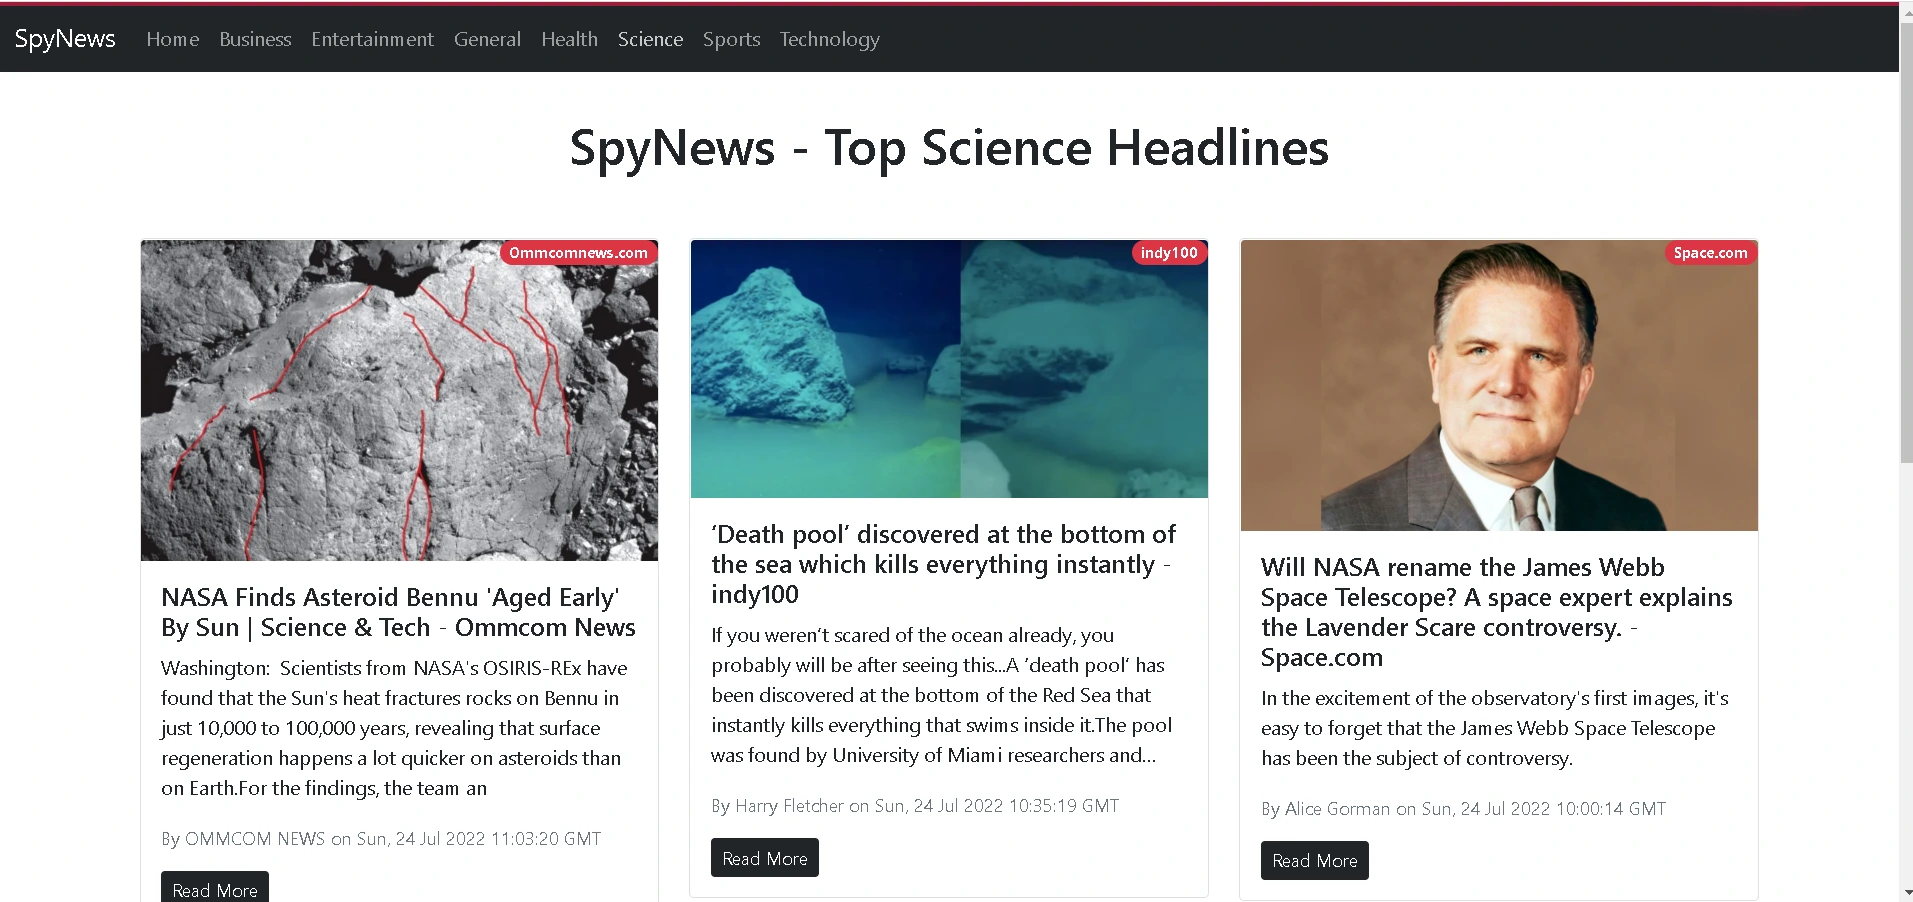 SpyNews Home Business Entertainment General Health Science Sports Technology
SpyNews - Top Science Headlines
Ommcomnews.com
NASA Finds Asteroid Bennu 'Aged Early'
By Sun | Science & Tech - Ommcom News
Washington:  Scientists from NASA's OSIRIS-REx have
found that the Sun's heat fractures rocks on Bennu in
just 10,000 to 100,000 years, revealing that surface
regeneration happens a lot quicker on asteroids than
on Earth.For the findings, the team an
By OMMCOM NEWS on Sun, 24 Jul 2022 11:03:20 GMT
Read More
indy100
‘Death pool’ discovered at the bottom of
the sea which kills everything instantly -
indy100
If you weren’t scared of the ocean already, you
probably will be after seeing this...A ‘death pool’ has
been discovered at the bottom of the Red Sea that
instantly kills everything that swims inside it.The pool
was found by University of Miami researchers and…
By Harry Fletcher on Sun, 24 Jul 2022 10:35:19 GMT
Read More
Space.com
Will NASA rename the James Webb
Space Telescope? A space expert explains
the Lavender Scare controversy. -
Space.com
In the excitement of the observatory's first images, it's
easy to forget that the James Webb Space Telescope
has been the subject of controversy.
By Alice Gorman on Sun, 24 Jul 2022 10:00:14 GMT
Read More